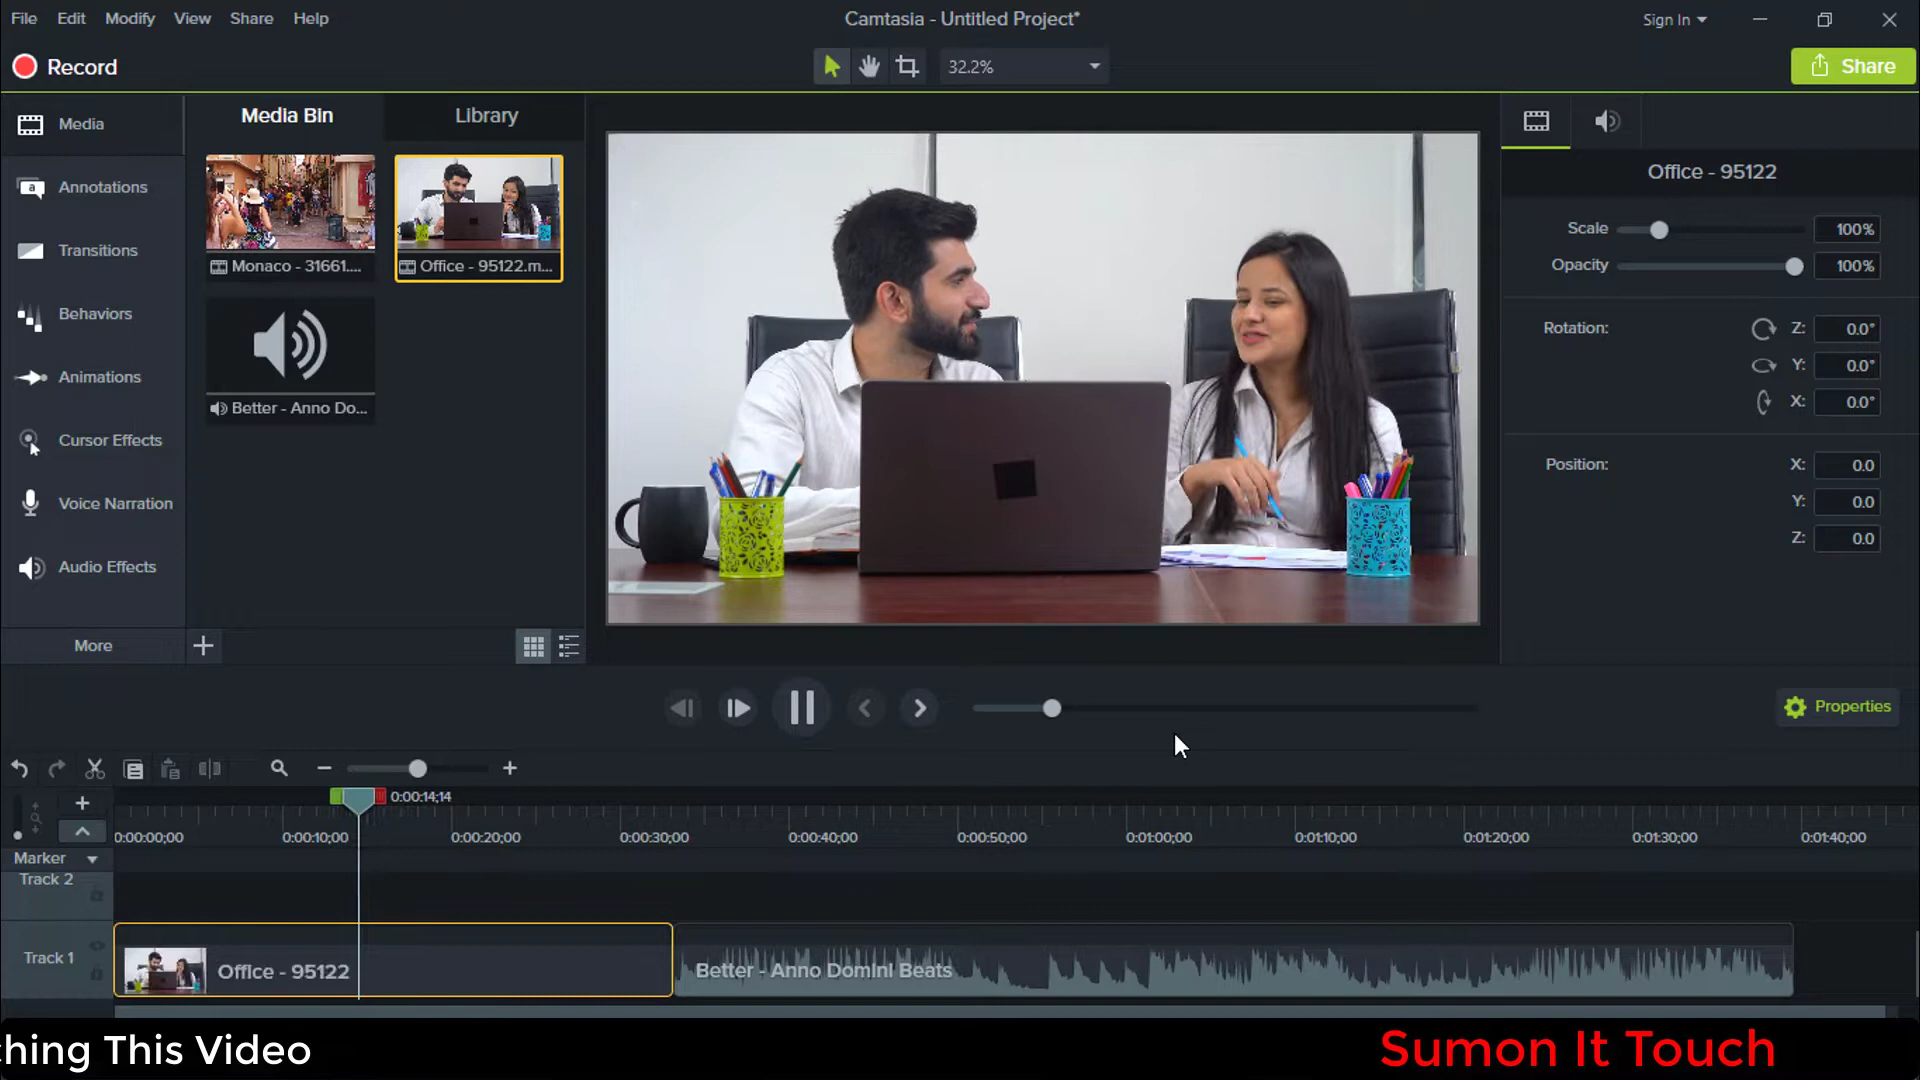 File Edit Modify View Share Help
Camtasia - Untitled Project*
Sign In
Record
32.2%
Share
Media
Annotations
Transitions
Behaviors
Animations
Cursor Effects
Voice Narration
Audio Effects
More
Media Bin
Library
Monaco - 31661....
Office - 95122.m...
Better - Anno Do...
Office - 95122
Scale 100%
Opacity 100%
Rotation: Z: 0.0°
Y: 0.0°
X: 0.0°
Position: X: 0.0
Y: 0.0
Z: 0.0
Properties
0:00:14;14
0:00:00;00 0:00:10;00 0:00:20;00 0:00:30;00 0:00:40;00 0:00:50;00 0:01:00;00 0:01:10;00 0:01:20;00 0:01:30;00 0:01:40;00
Marker
Track 2
Track 1
Office - 95122
Better - Anno Domini Beats
ching This Video
Sumon It Touch